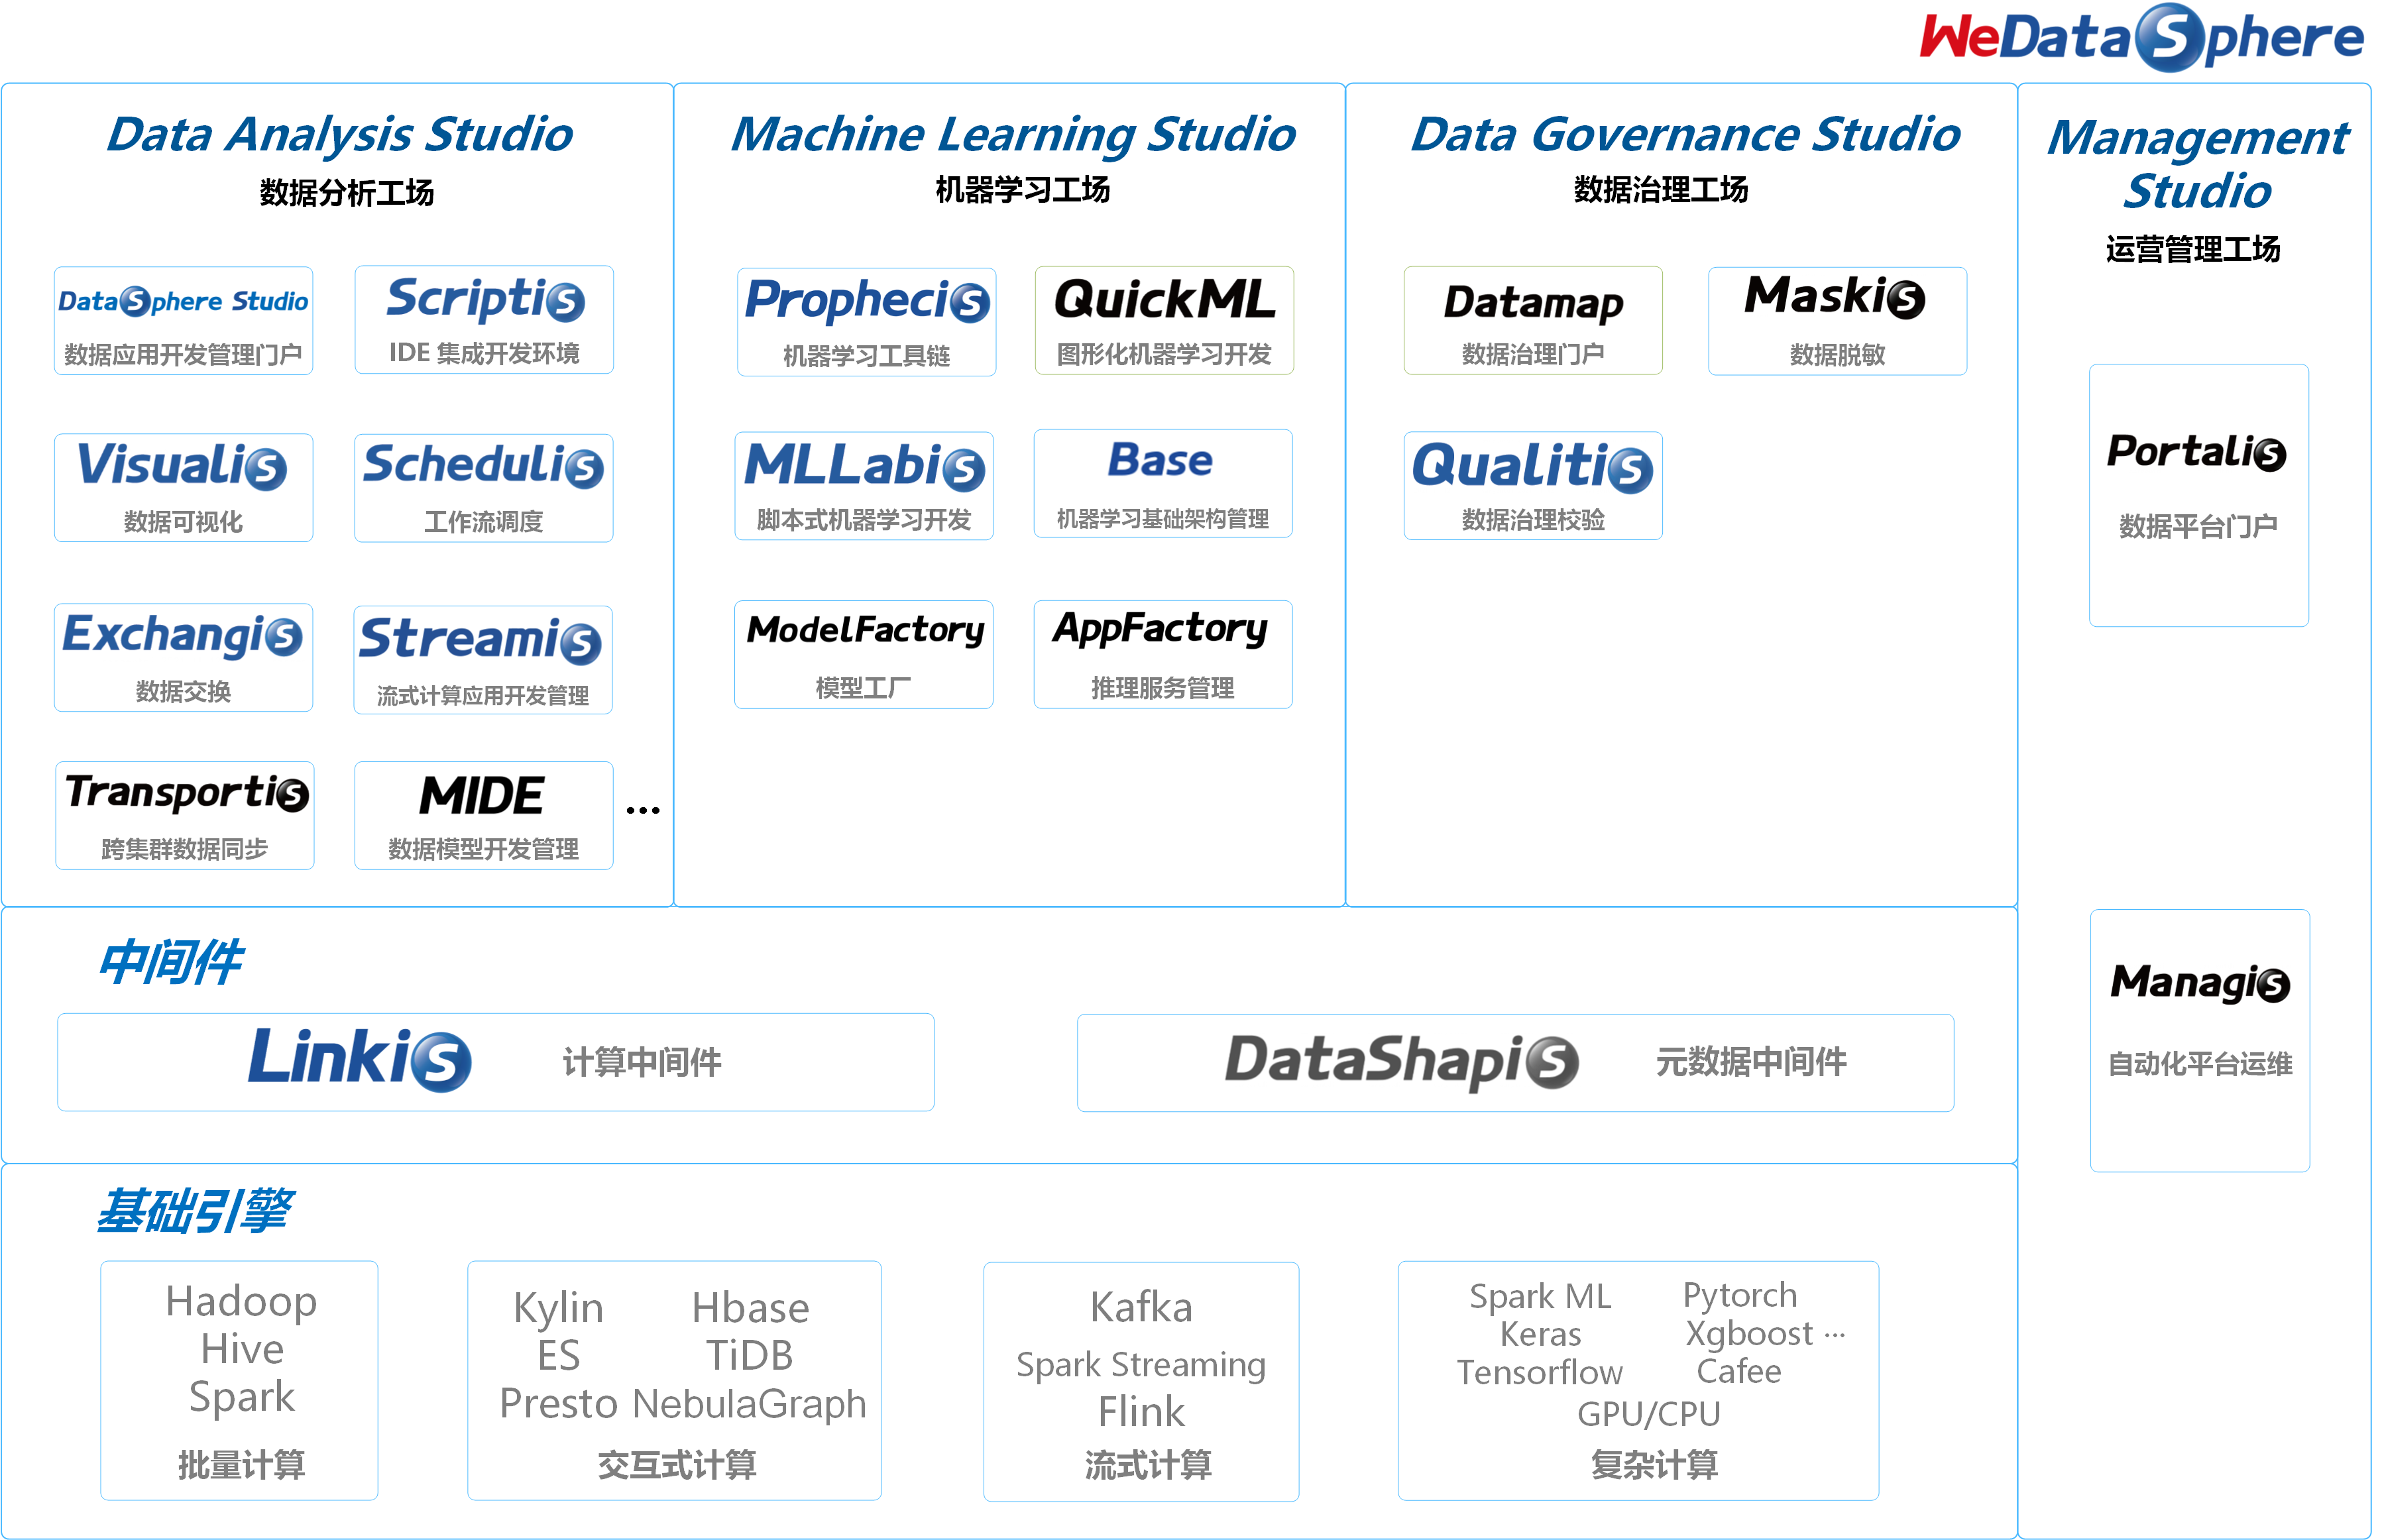 WeDataSphere
Data Analysis Studio
数据分析工场
DataSphere Studio
数据应用开发管理门户
Scriptis
IDE 集成开发环境
Visualis
数据可视化
Schedulis
工作流调度
Exchangis
数据交换
Streamis
流式计算应用开发管理
Transportis
跨集群数据同步
MIDE
数据模型开发管理
...
Machine Learning Studio
机器学习工场
Prophecis
机器学习工具链
QuickML
图形化机器学习开发
MLLabis
脚本式机器学习开发
Base
机器学习基础架构管理
ModelFactory
模型工厂
AppFactory
推理服务管理
Data Governance Studio
数据治理工场
Datamap
数据治理门户
Maskis
数据脱敏
Qualitis
数据治理校验
Management
Studio
运营管理工场
Portalis
数据平台门户
Managis
自动化平台运维
中间件
Linkis 计算中间件
DataShapis 元数据中间件
基础引擎
Hadoop
Hive
Spark
批量计算
Kylin Hbase
ES TiDB
Presto NebulaGraph
交互式计算
Kafka
Spark Streaming
Flink
流式计算
Spark ML Pytorch
Keras Xgboost ...
Tensorflow Cafee
GPU/CPU
复杂计算